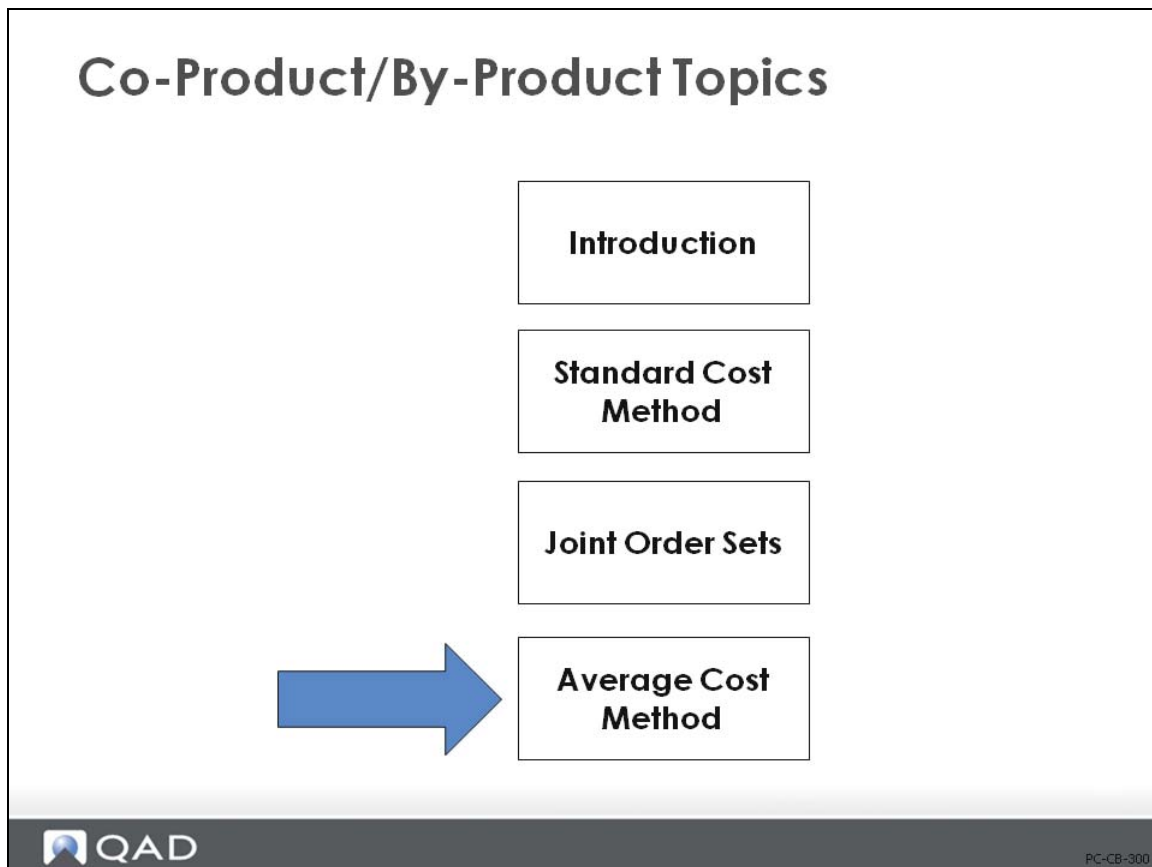 Co-Product/By-Product Topics
Introduction
Standard Cost
Method
Joint Order Sets
Average Cost
Method
QAD
PC-CB-300